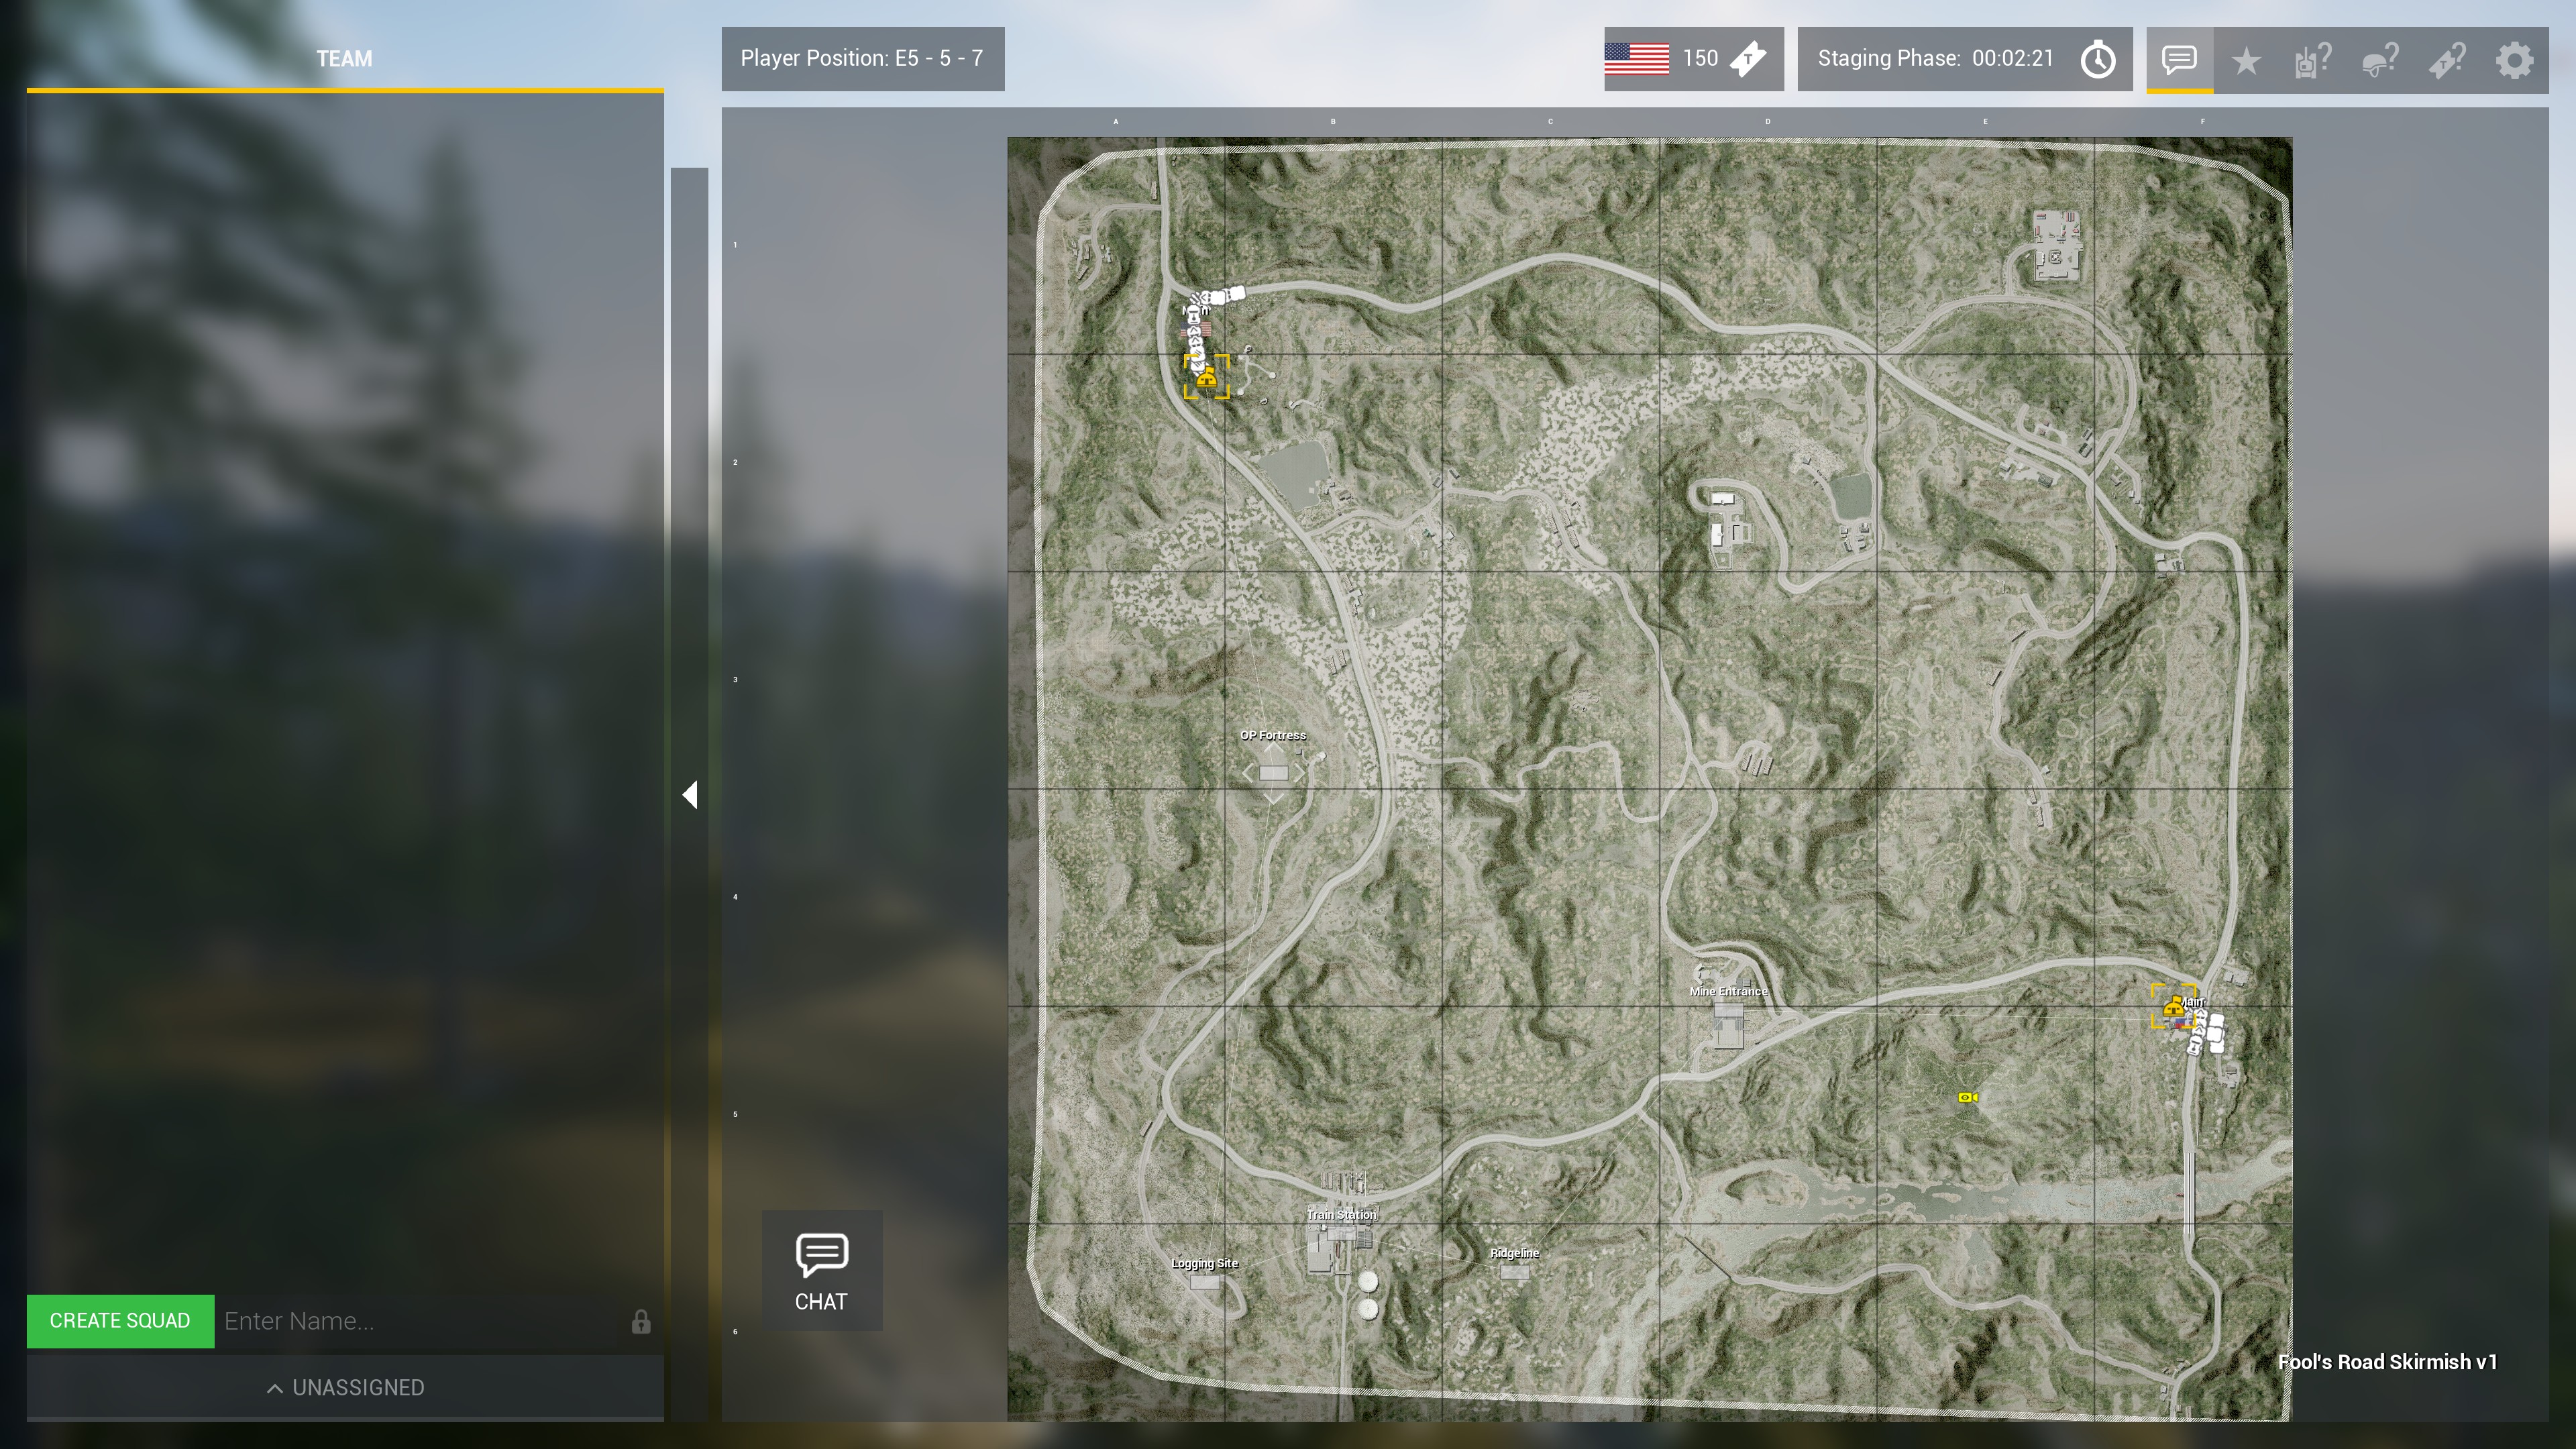 TEAM
Player Position: E5 - 5 - 7
150
T
Staging Phase: 00:02:21
? ? T ?
A B C D E F
1
2
3
4
5
6
OP Fortress
Mine Entrance
Main
Train Station
Logging Site
Ridgeline
CHAT
CREATE SQUAD
Enter Name...
UNASSIGNED
Fool's Road Skirmish v1